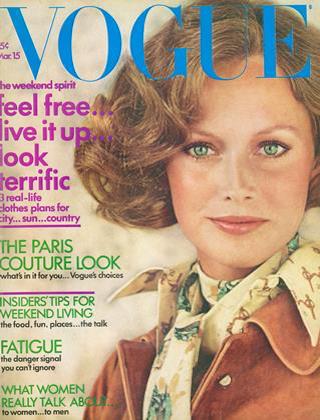 VOGUE
5¢
Mar. 15
the weekend spirit
feel free...
live it up...
look
terrific
3 real-life
clothes plans for
city...sun...country
THE PARIS
COUTURE LOOK
what's in it for you...Vogue's choices
INSIDERS' TIPS FOR
WEEKEND LIVING
the food, fun, places...the talk
FATIGUE
the danger signal
you can't ignore
WHAT WOMEN
REALLY TALK ABOUT...
to women...to men